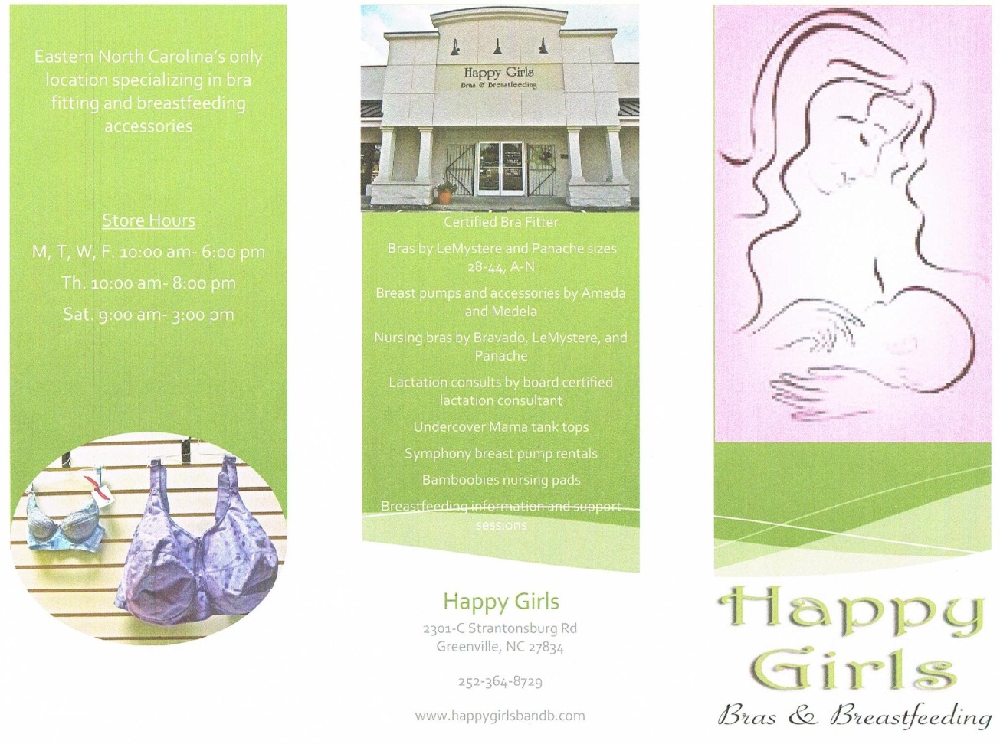 Eastern North Carolina's only
location specializing in bra
fitting and breastfeeding
accessories
Store Hours
M, T, W, F. 10:00 am- 6:00 pm
Th. 10:00 am- 8:00 pm
Sat. 9:00 am- 3:00 pm
Happy Girls
Bras & Breastfeeding
Certified Bra Fitter
Bras by LeMystere and Panache sizes
28-44, A-N
Breast pumps and accessories by Ameda
and Medela
Nursing bras by Bravado, LeMystere, and
Panache
Lactation consults by board certified
lactation consultant
Undercover Mama tank tops
Symphony breast pump rentals
Bamboobies nursing pads
Breastfeeding information and support
sessions
Happy Girls
2301-C Strantonsburg Rd
Greenville, NC 27834
252-364-8729
www.happygirlsbandb.com
Happy
Girls
Bras & Breastfeeding